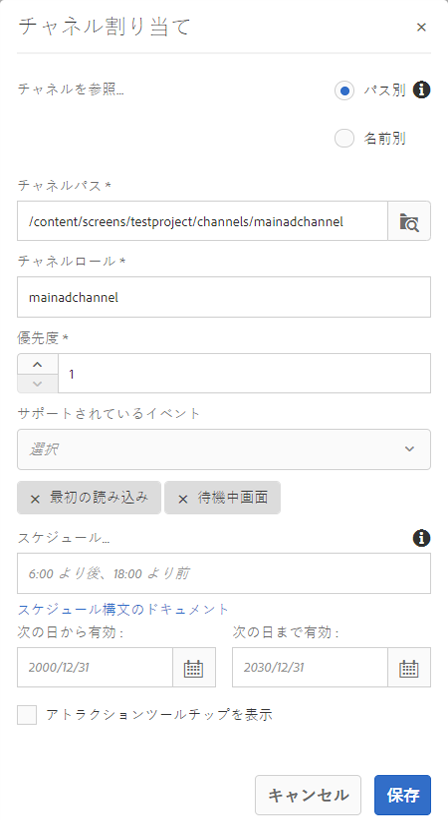 チャネル割り当て ×
チャネルを参照... パス別
名前別
チャネルパス *
/content/screens/testproject/channels/mainadchannel
チャネルロール *
mainadchannel
優先度 *
1
サポートされているイベント
選択
× 最初の読み込み × 待機中画面
スケジュール...
6:00 より後、18:00 より前
スケジュール構文のドキュメント
次の日から有効 : 次の日まで有効 :
2000/12/31 2030/12/31
アトラクションツールチップを表示
キャンセル 保存